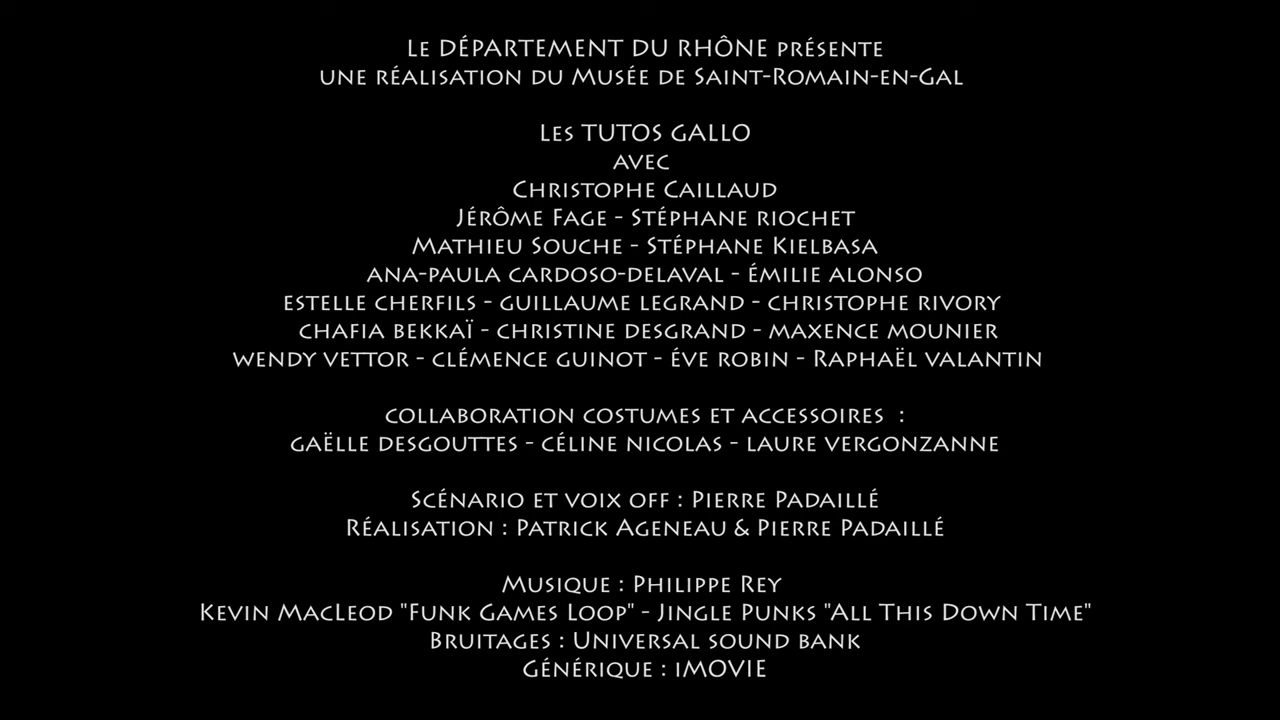 Le DÉPARTEMENT DU RHÔNE présente
une réalisation du Musée de Saint-Romain-en-Gal
Les TUTOS GALLO
avec
Christophe Caillaud
Jérôme Fage - Stéphane Riochet
Mathieu Souche - Stéphane Kielbasa
Ana-Paula Cardoso-Delaval - Émilie Alonso
Estelle Cherfils - Guillaume Legrand - Christophe Rivory
Chafia Bekkaï - Christine Desgrand - Maxence Mounier
Wendy Vettor - Clémence Guinot - Éve Robin - Raphaël Valantin
collaboration costumes et accessoires :
Gaëlle Desgouttes - Céline Nicolas - Laure Vergonzanne
Scénario et voix off : Pierre Padaillé
Réalisation : Patrick Ageneau & Pierre Padaillé
Musique : Philippe Rey
Kevin MacLeod "Funk Games Loop" - Jingle Punks "All This Down Time"
Bruitages : Universal sound bank
Générique : iMOVIE